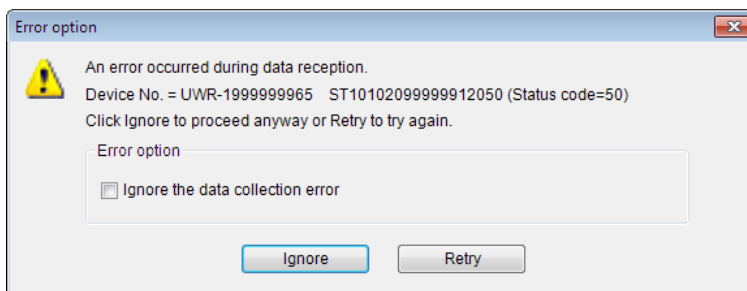 Error option
An error occurred during data reception.
Device No. = UWR-1999999965 ST10102099999912050 (Status code=50)
Click Ignore to proceed anyway or Retry to try again.
Error option
Ignore the data collection error
Ignore
Retry